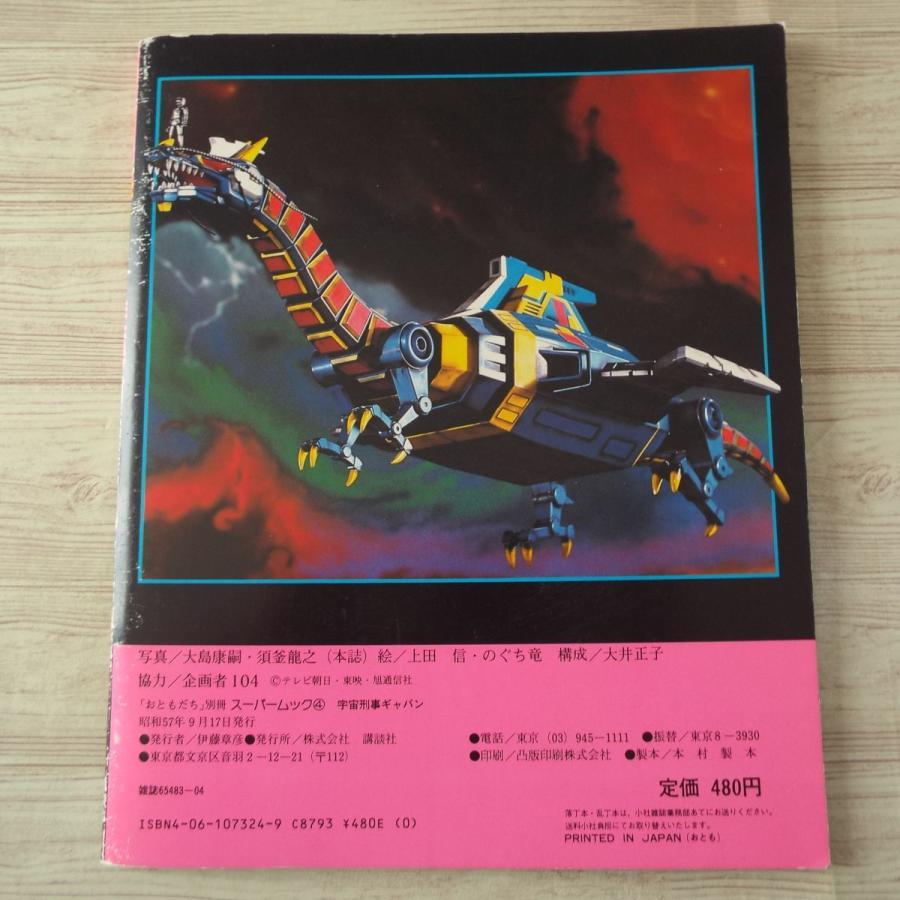 写真／大島康嗣・須釜龍之（本誌）絵／上田　信・のぐち竜　構成／大井正子
協力／企画者104　©テレビ朝日・東映・旭通信社
「おともだち」別冊 スーパームック④　宇宙刑事ギャバン
昭和57年9月17日発行
●発行者／伊藤章彦●発行所／株式会社　講談社
●東京都文京区音羽2－12－21（〒112）
●電話／東京（03）945－1111　●振替／東京8－3930
●印刷／凸版印刷株式会社　●製本／本村製本
雑誌65483－04
定価 480円
ISBN4-06-107324-9 C8793 ¥480E (0)
落丁本・乱丁本は、小社雑誌業務部あてにお送りください。
送料小社負担にてお取り替えいたします。
PRINTED IN JAPAN（おとも）